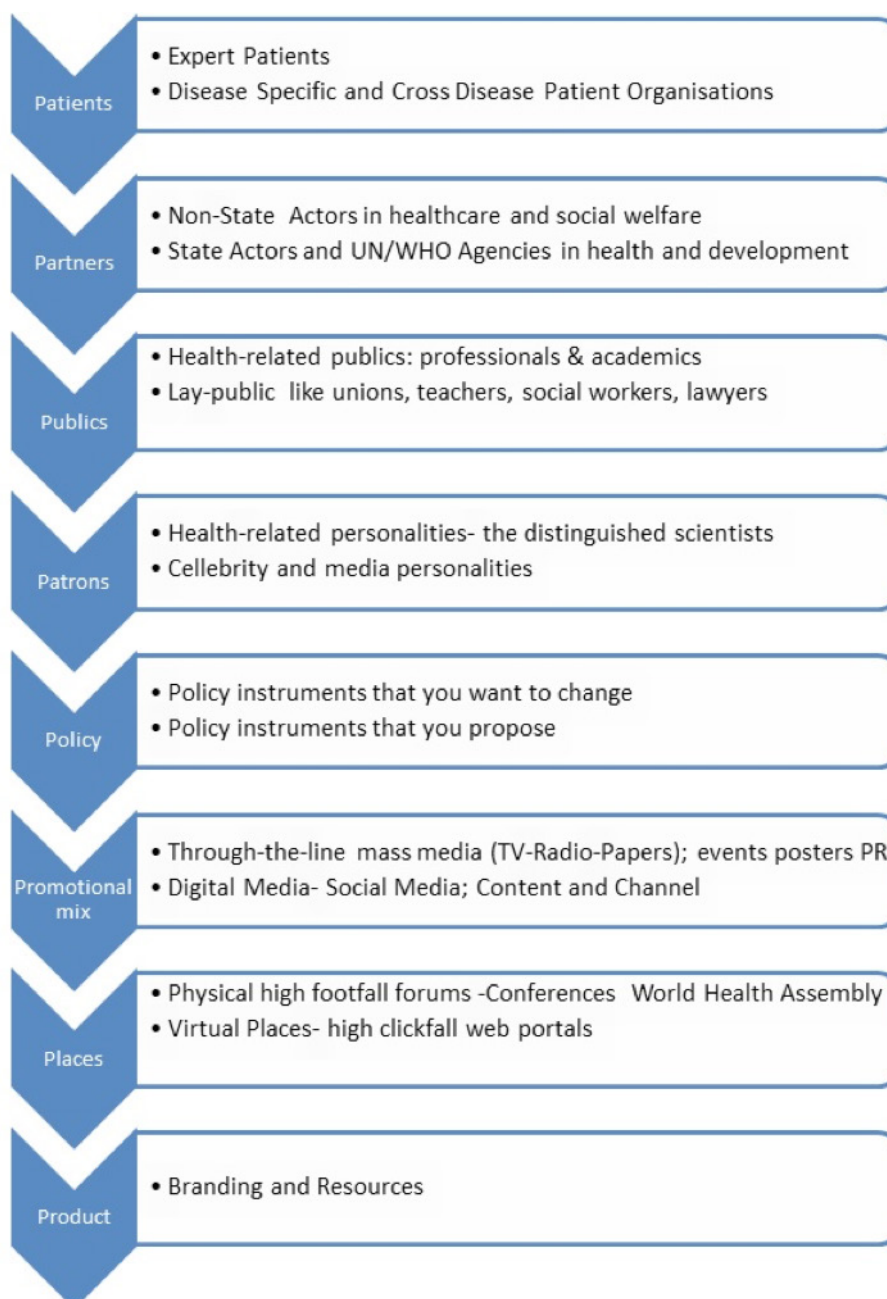 Patients
• Expert Patients
• Disease Specific and Cross Disease Patient Organisations
Partners
• Non-State Actors in healthcare and social welfare
• State Actors and UN/WHO Agencies in health and development
Publics
• Health-related publics: professionals & academics
• Lay-public like unions, teachers, social workers, lawyers
Patrons
• Health-related personalities- the distinguished scientists
• Cellebrity and media personalities
Policy
• Policy instruments that you want to change
• Policy instruments that you propose
Promotional
mix
• Through-the-line mass media (TV-Radio-Papers); events posters PR
• Digital Media- Social Media; Content and Channel
Places
• Physical high footfall forums -Conferences World Health Assembly
• Virtual Places- high clickfall web portals
Product
• Branding and Resources